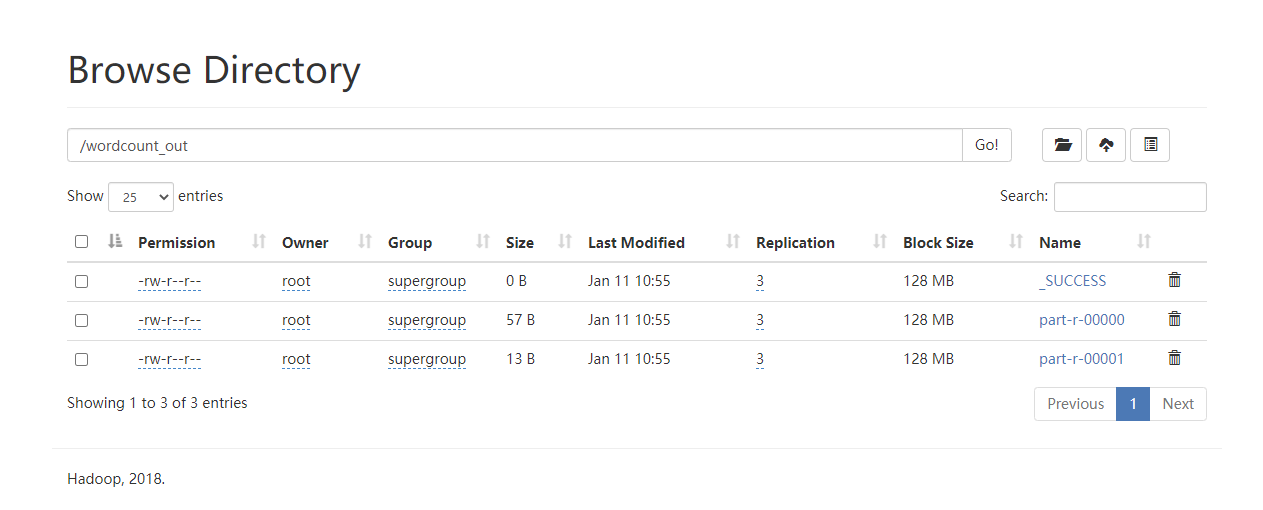 Browse Directory
/wordcount_out Go!
Show 25 entries Search:
Permission Owner Group Size Last Modified Replication Block Size Name
-rw-r--r-- root supergroup 0 B Jan 11 10:55 3 128 MB _SUCCESS
-rw-r--r-- root supergroup 57 B Jan 11 10:55 3 128 MB part-r-00000
-rw-r--r-- root supergroup 13 B Jan 11 10:55 3 128 MB part-r-00001
Showing 1 to 3 of 3 entries Previous 1 Next
Hadoop, 2018.